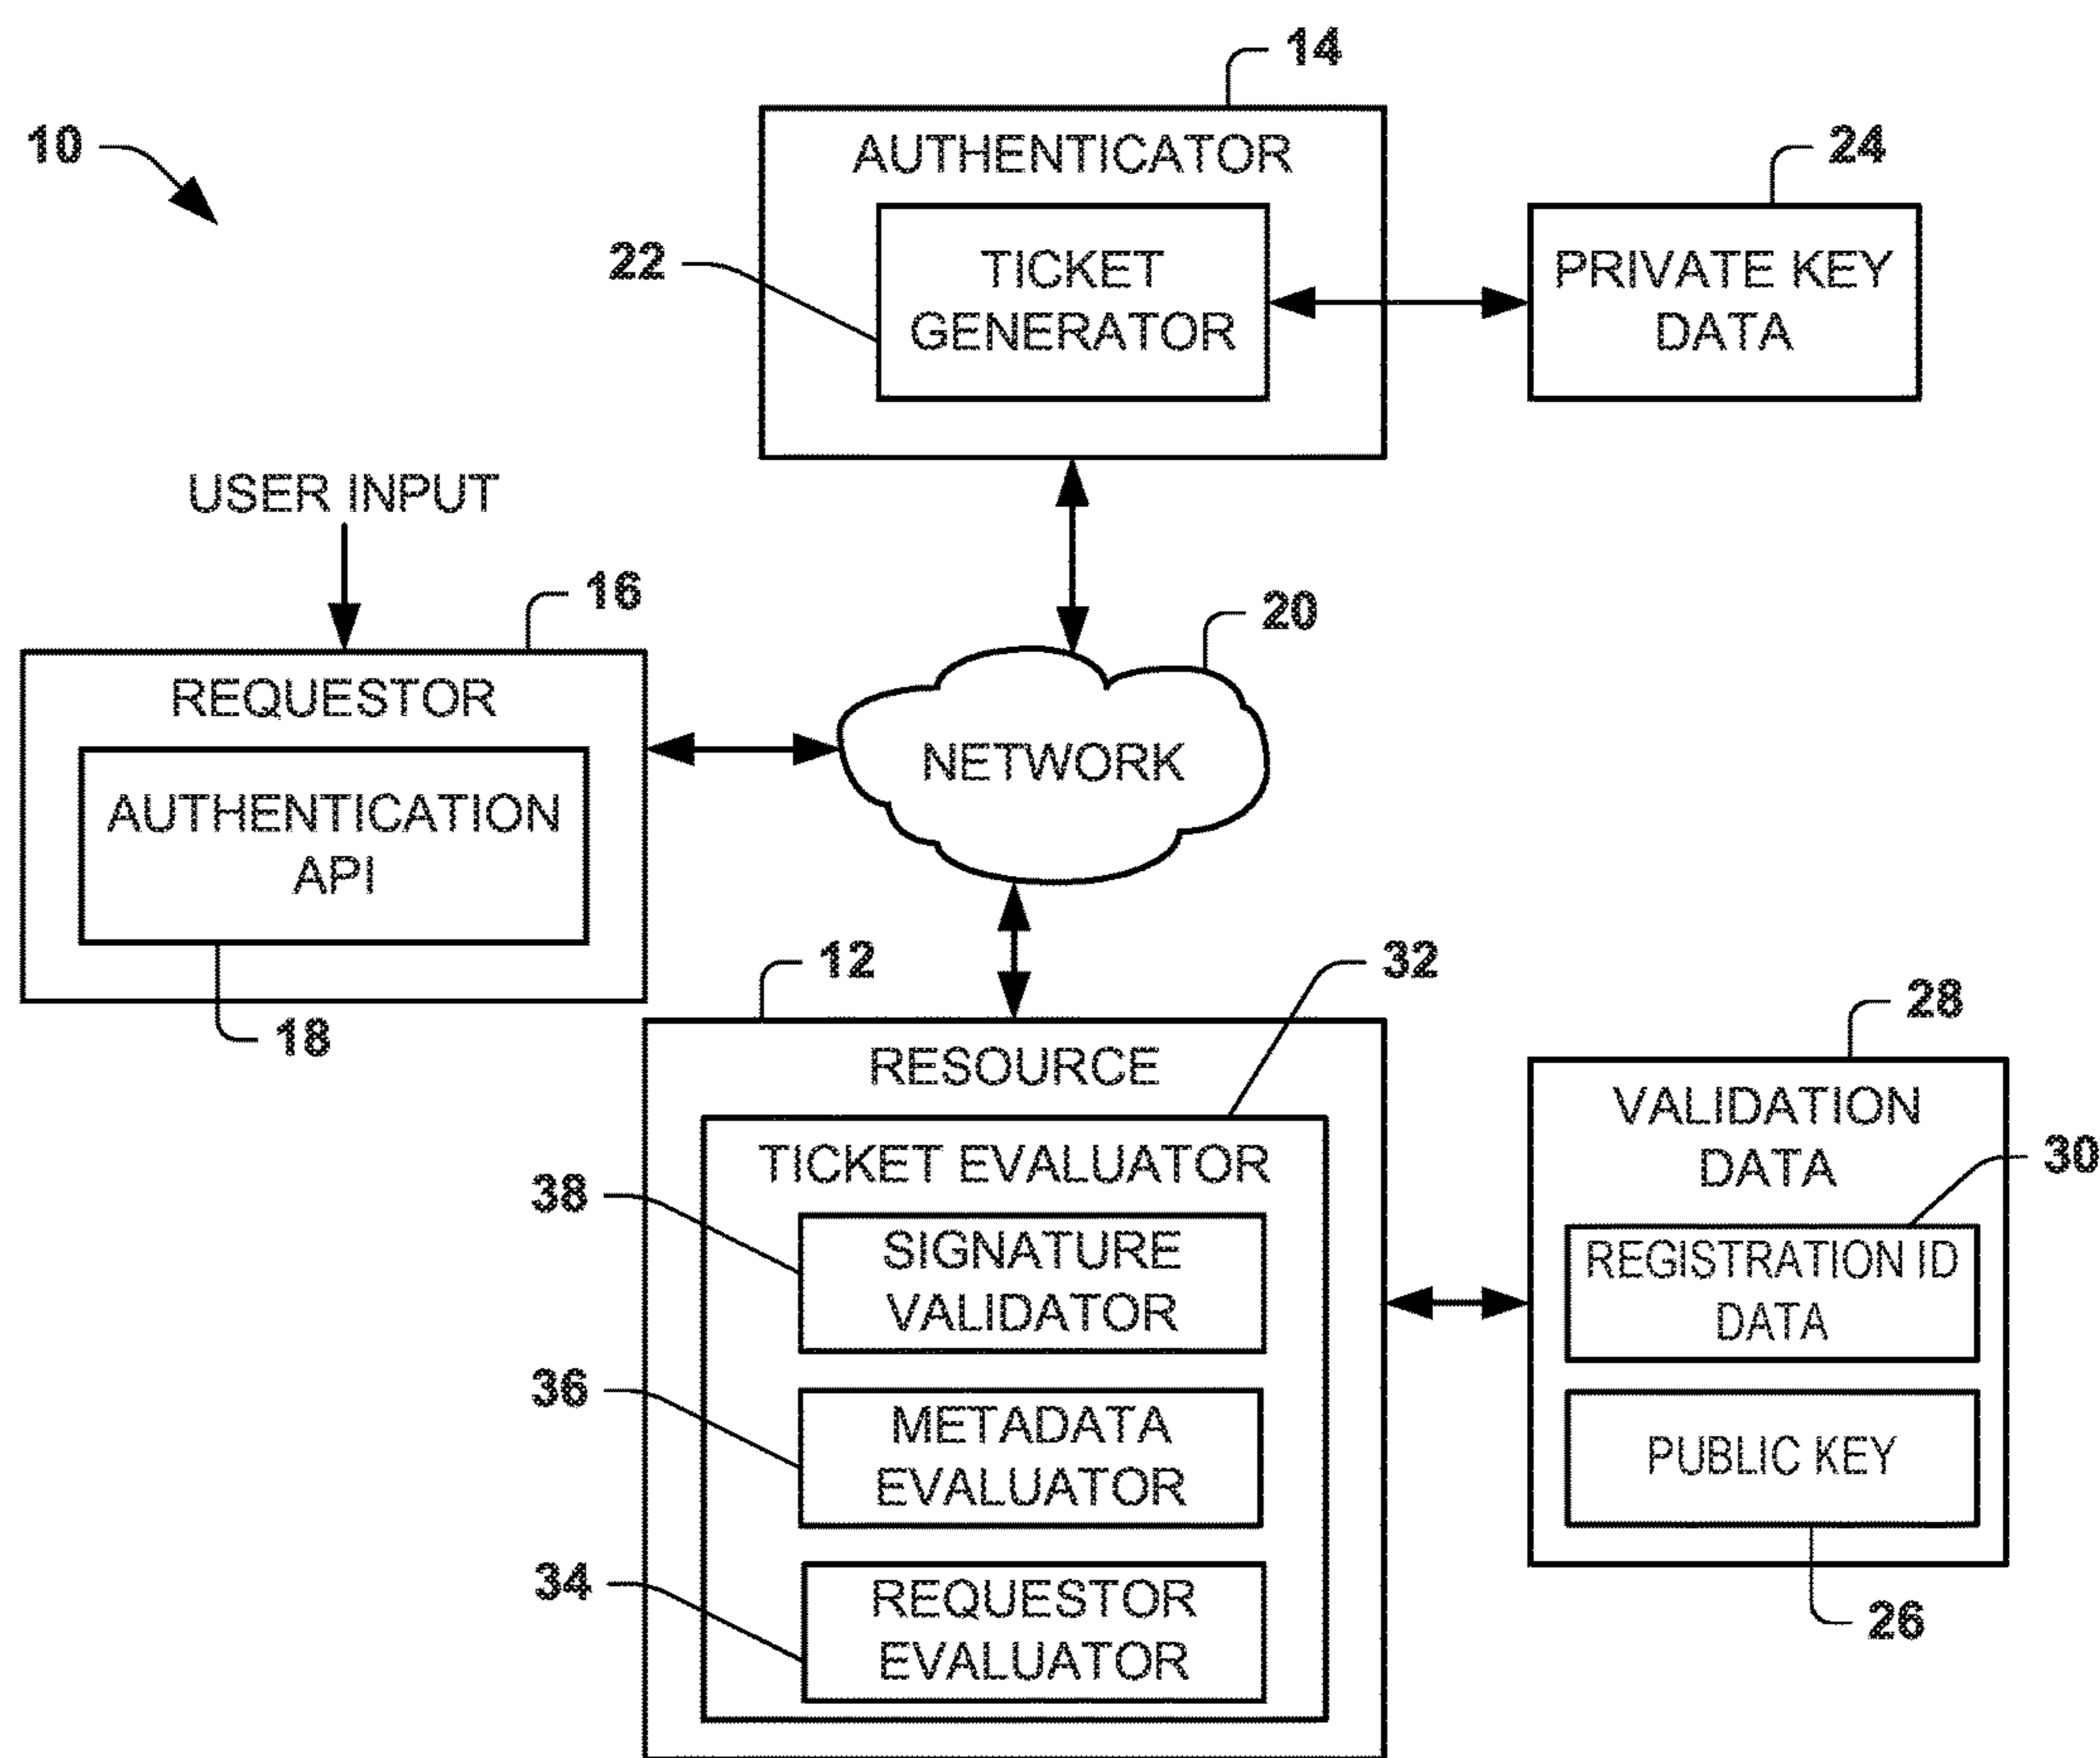 14
10
AUTHENTICATOR
24
22
TICKET
GENERATOR
PRIVATE KEY
DATA
USER INPUT
16
20
REQUESTOR
NETWORK
AUTHENTICATION
API
18
12
32
28
RESOURCE
VALIDATION
DATA
30
TICKET EVALUATOR
38
SIGNATURE
VALIDATOR
REGISTRATION ID
DATA
36
METADATA
EVALUATOR
PUBLIC KEY
34
REQUESTOR
EVALUATOR
26